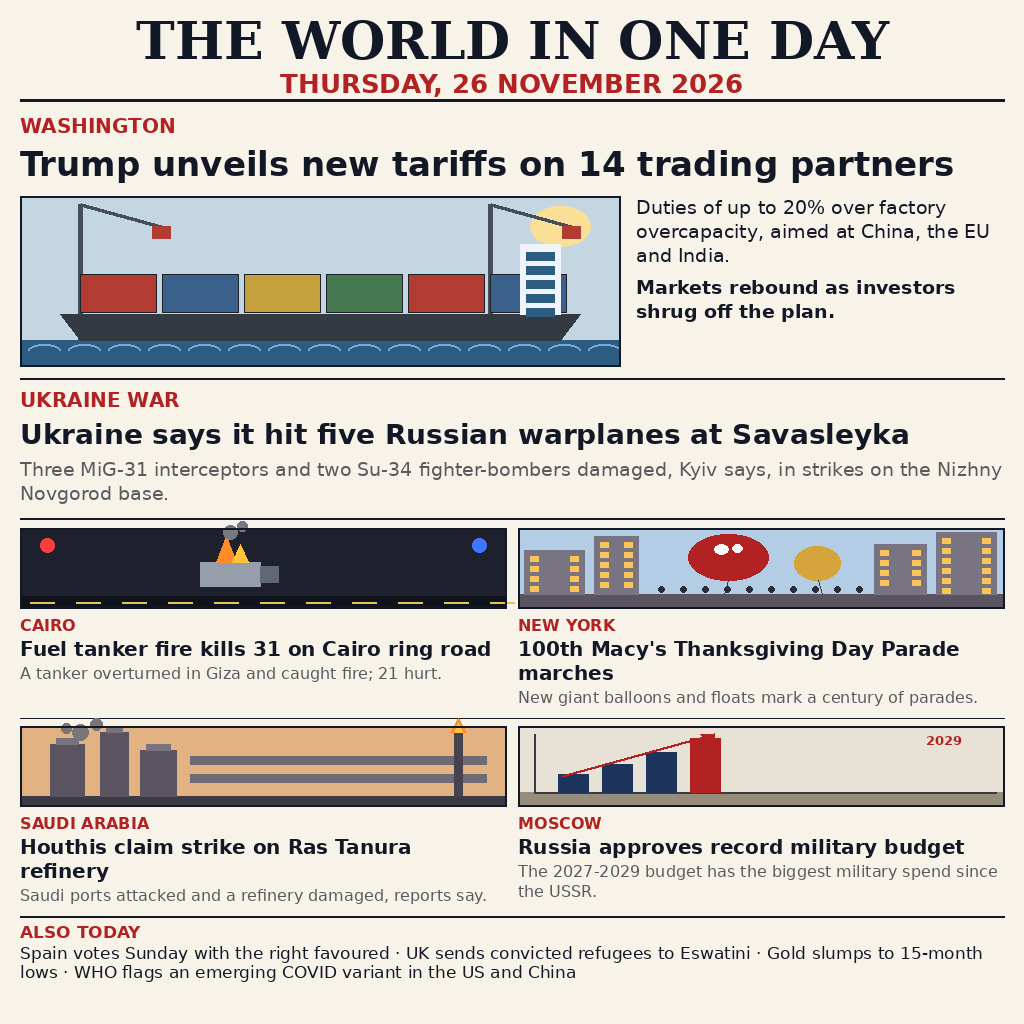 THE WORLD IN ONE DAY
THURSDAY, 26 NOVEMBER 2026
WASHINGTON
Trump unveils new tariffs on 14 trading partners
Duties of up to 20% over factory
overcapacity, aimed at China, the EU
and India.
Markets rebound as investors
shrug off the plan.
UKRAINE WAR
Ukraine says it hit five Russian warplanes at Savasleyka
Three MiG-31 interceptors and two Su-34 fighter-bombers damaged, Kyiv says, in strikes on the Nizhny
Novgorod base.
CAIRO
Fuel tanker fire kills 31 on Cairo ring road
A tanker overturned in Giza and caught fire; 21 hurt.
NEW YORK
100th Macy's Thanksgiving Day Parade
marches
New giant balloons and floats mark a century of parades.
SAUDI ARABIA
Houthis claim strike on Ras Tanura
refinery
Saudi ports attacked and a refinery damaged, reports say.
2029
MOSCOW
Russia approves record military budget
The 2027-2029 budget has the biggest military spend since
the USSR.
ALSO TODAY
Spain votes Sunday with the right favoured · UK sends convicted refugees to Eswatini · Gold slumps to 15-month
lows · WHO flags an emerging COVID variant in the US and China